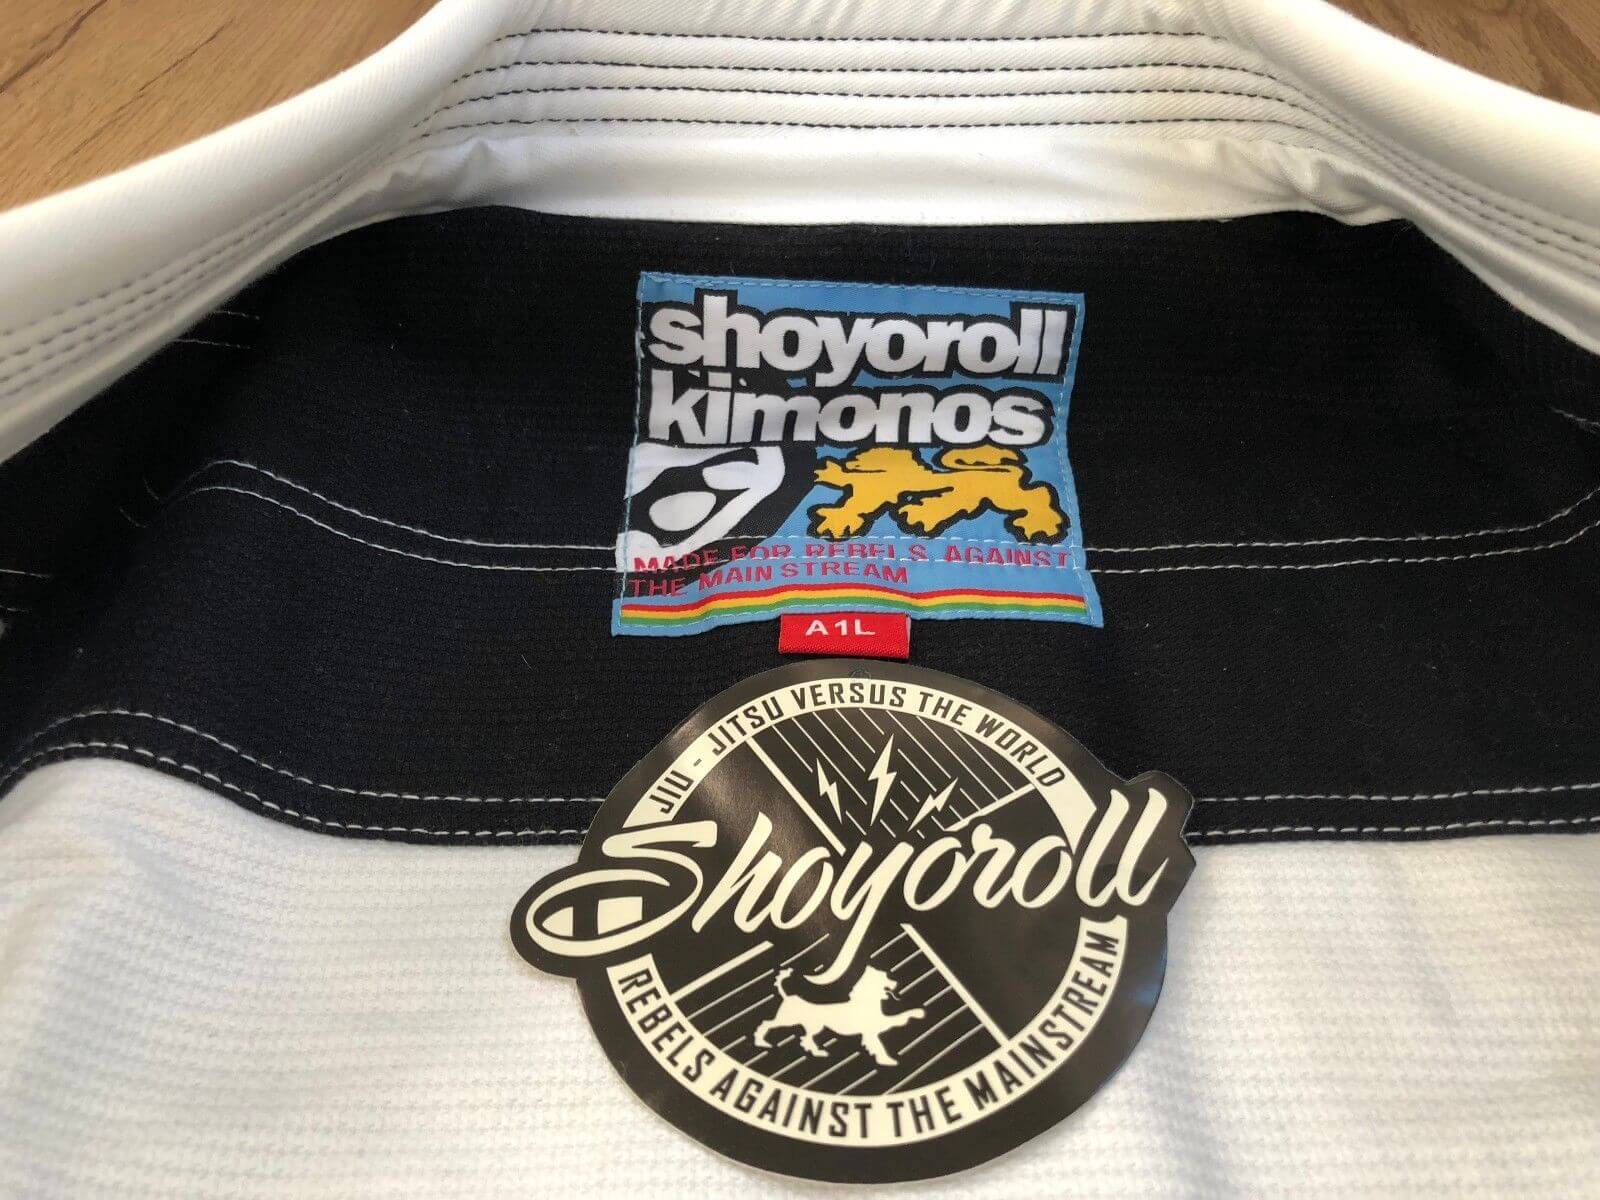 shoyoroll
kimonos
MADE FOR REBELS AGAINST
THE MAIN STREAM
A1L
JIU - JITSU VERSUS THE WORLD
Shoyoroll
REBELS AGAINST THE MAINSTREAM